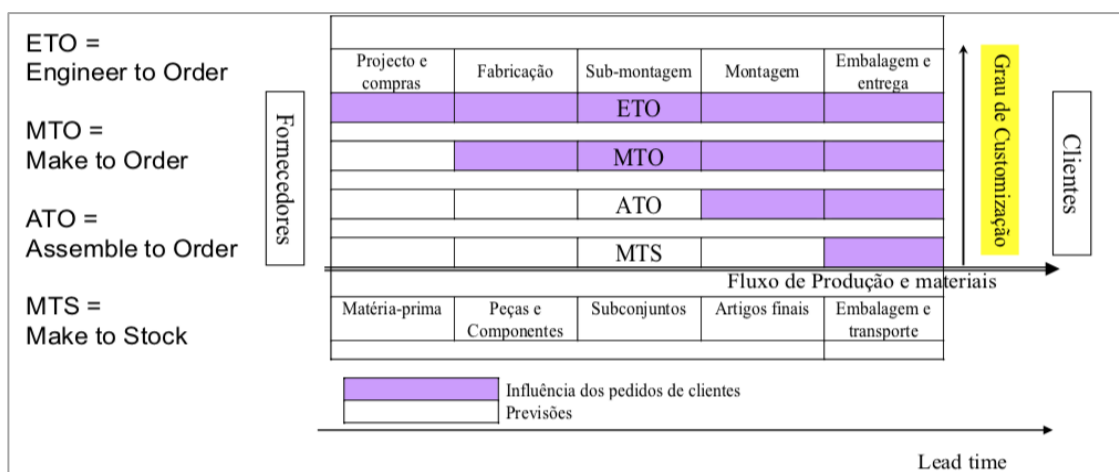 ETO =
Engineer to Order
MTO =
Make to Order
ATO =
Assemble to Order
MTS =
Make to Stock
Fornecedores
Projecto e
compras
Fabricação
Sub-montagem
Montagem
Embalagem e
entrega
ETO
MTO
ATO
MTS
Grau de Customização
Clientes
Fluxo de Produção e materiais
Matéria-prima
Peças e
Componentes
Subconjuntos
Artigos finais
Embalagem e
transporte
Influência dos pedidos de clientes
Previsões
Lead time